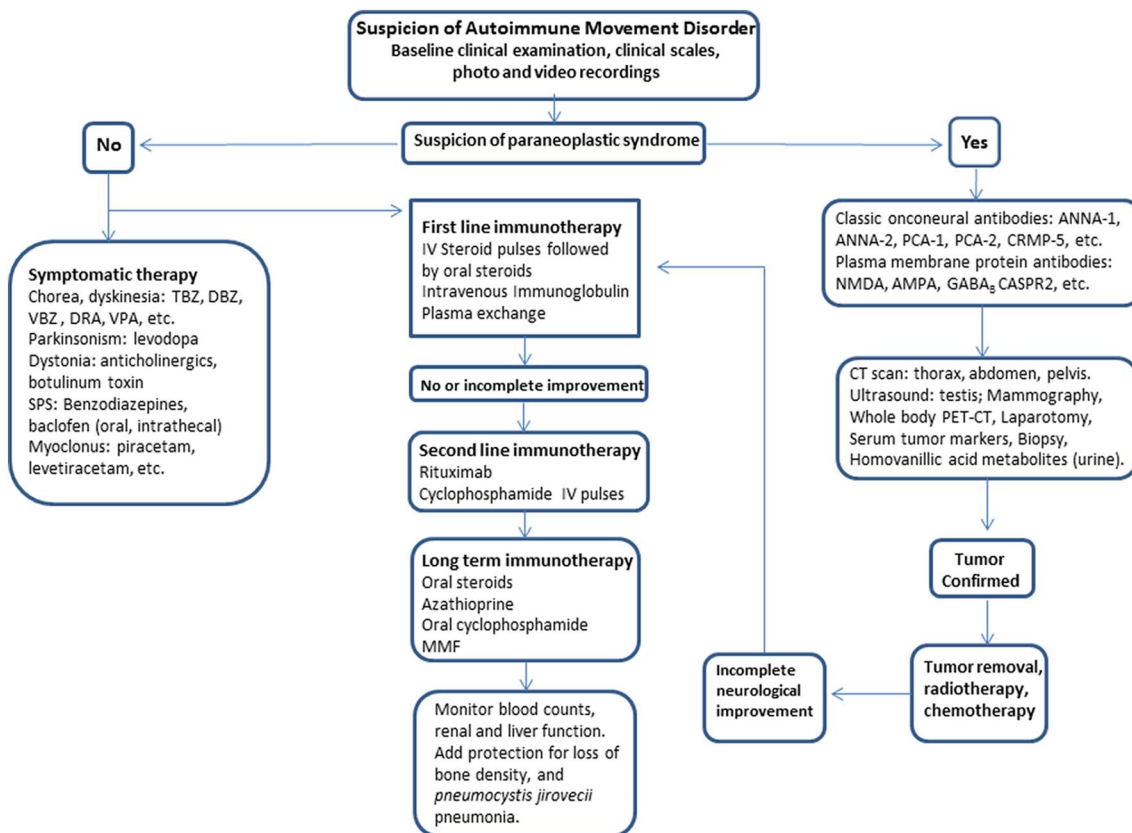 Suspicion of Autoimmune Movement Disorder
Baseline clinical examination, clinical scales,
photo and video recordings
No
Suspicion of paraneoplastic syndrome
Yes
Symptomatic therapy
Chorea, dyskinesia: TBZ, DBZ,
VBZ , DRA, VPA, etc.
Parkinsonism: levodopa
Dystonia: anticholinergics,
botulinum toxin
SPS: Benzodiazepines,
baclofen (oral, intrathecal)
Myoclonus: piracetam,
levetiracetam, etc.
First line immunotherapy
IV Steroid pulses followed
by oral steroids
Intravenous Immunoglobulin
Plasma exchange
No or incomplete improvement
Second line immunotherapy
Rituximab
Cyclophosphamide IV pulses
Long term immunotherapy
Oral steroids
Azathioprine
Oral cyclophosphamide
MMF
Monitor blood counts,
renal and liver function.
Add protection for loss of
bone density, and
pneumocystis jirovecii
pneumonia.
Classic onconeural antibodies: ANNA-1,
ANNA-2, PCA-1, PCA-2, CRMP-5, etc.
Plasma membrane protein antibodies:
NMDA, AMPA, GABAB CASPR2, etc.
CT scan: thorax, abdomen, pelvis.
Ultrasound: testis; Mammography,
Whole body PET-CT, Laparotomy,
Serum tumor markers, Biopsy,
Homovanillic acid metabolites (urine).
Tumor
Confirmed
Tumor removal,
radiotherapy,
chemotherapy
Incomplete
neurological
improvement